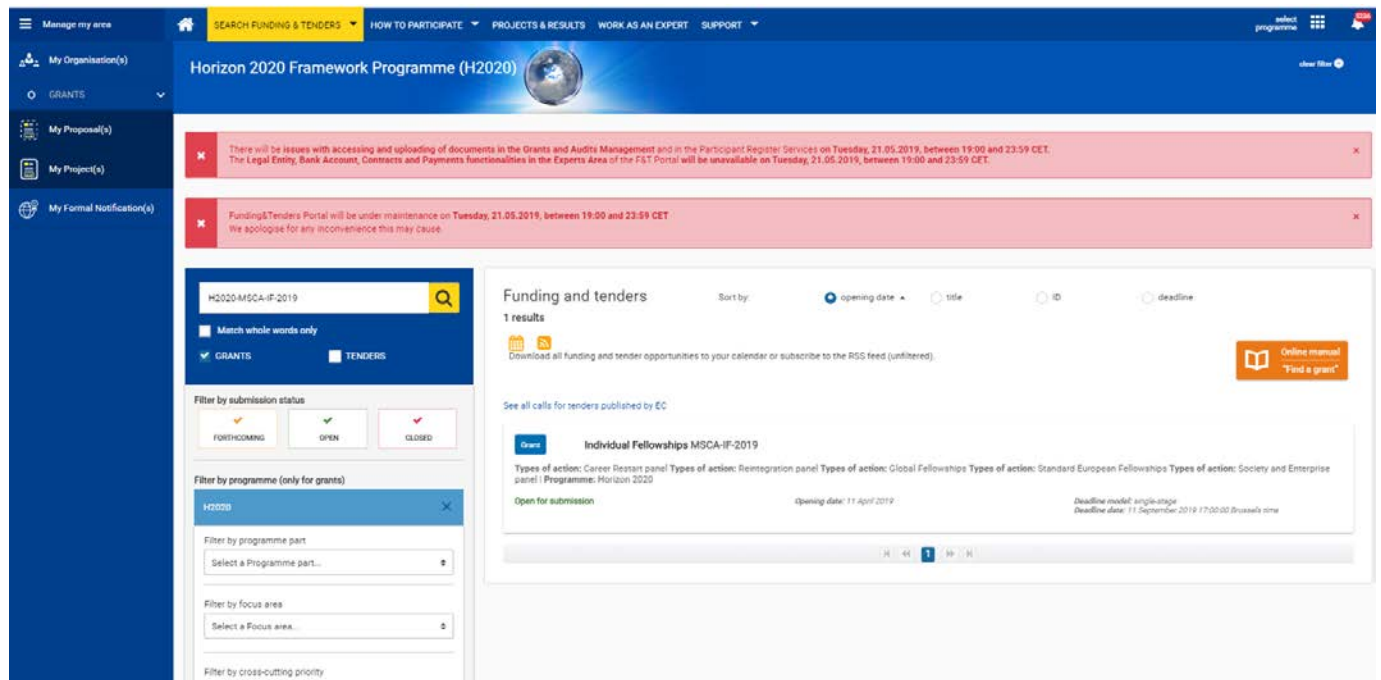 Manage my area
SEARCH FUNDING & TENDERS
HOW TO PARTICIPATE
PROJECTS & RESULTS
WORK AS AN EXPERT
SUPPORT
select
programme
My Organisation(s)
GRANTS
My Proposal(s)
My Project(s)
My Formal Notification(s)
Horizon 2020 Framework Programme (H2020)
clear filter
There will be issues with accessing and uploading of documents in the Grants and Audits Management and in the Participant Register Services on Tuesday, 21.05.2019, between 19:00 and 23:59 CET.
The Legal Entity, Bank Account, Contracts and Payments functionalities in the Experts Area of the F&T Portal will be unavailable on Tuesday, 21.05.2019, between 19:00 and 23:59 CET.
Funding&Tenders Portal will be under maintenance on Tuesday, 21.05.2019, between 19:00 and 23:59 CET
We apologise for any inconvenience this may cause.
H2020-MSCA-IF-2019
Match whole words only
GRANTS
TENDERS
Filter by submission status
FORTHCOMING
OPEN
CLOSED
Filter by programme (only for grants)
H2020
Filter by programme part
Select a Programme part...
Filter by focus area
Select a Focus area...
Filter by cross-cutting priority
Funding and tenders
Sort by:
opening date
title
ID
deadline
1 results
Download all funding and tender opportunities to your calendar or subscribe to the RSS feed (unfiltered).
Online manual
"Find a grant"
See all calls for tenders published by EC
Grant
Individual Fellowships MSCA-IF-2019
Types of action: Career Restart panel Types of action: Reintegration panel Types of action: Global Fellowships Types of action: Standard European Fellowships Types of action: Society and Enterprise
panel | Programme: Horizon 2020
Open for submission
Opening date: 11 April 2019
Deadline model: single-stage
Deadline date: 11 September 2019 17:00:00 Brussels time
1